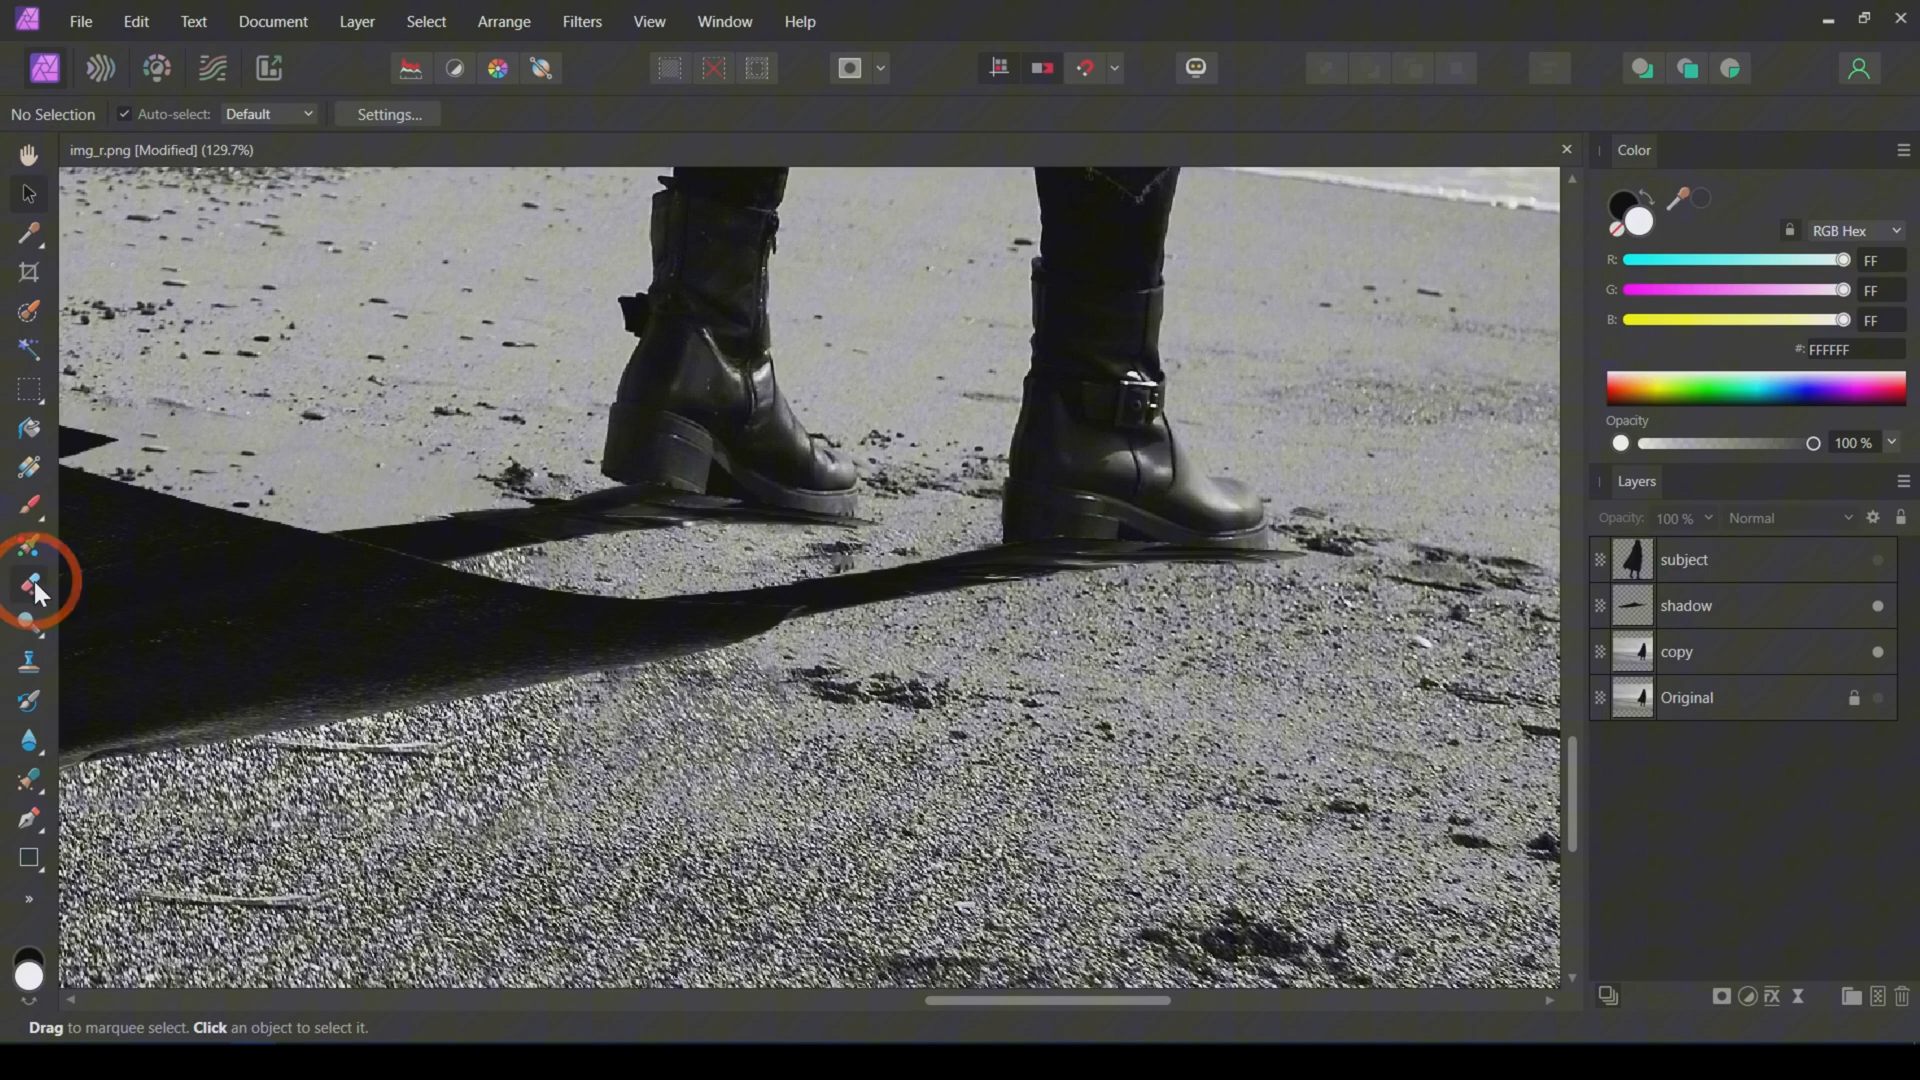 File Edit Text Document Layer Select Arrange Filters View Window Help
No Selection Auto-select: Default Settings...
img_r.png [Modified] (129.7%)
Color
RGB Hex
R: FF
G: FF
B: FF
#: FFFFFF
Opacity
100 %
Layers
Opacity: 100 % Normal
subject
shadow
copy
Original
Drag to marquee select. Click an object to select it.